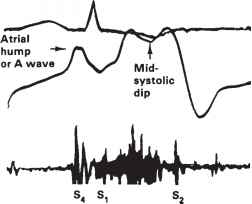 Atrial
hump
or A wave
Mid-
systolic
dip
S4
S1
S2